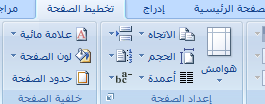 الصفحة الرئيسية إدراج تخطيط الصفحة
هوامش
الاتجاه
الحجم
أعمدة
إعداد الصفحة
علامة مائية
لون الصفحة
حدود الصفحة
خلفية الصفحة